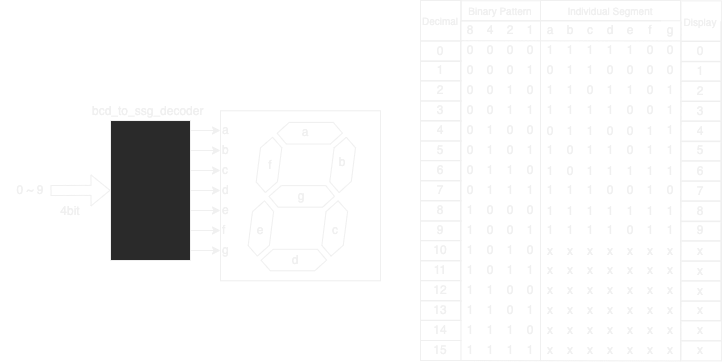 bcd_to_ssg_decoder
0 ~ 9
4bit
a
b
c
d
e
f
g
a
f
b
g
e
c
d
Decimal Binary Pattern Individual Segment Display
8 4 2 1 a b c d e f g
0 0 0 0 0 1 1 1 1 1 0 0 0
1 0 0 0 1 0 1 1 0 0 0 0 1
2 0 0 1 0 1 1 0 1 1 0 1 2
3 0 0 1 1 1 1 1 1 0 0 1 3
4 0 1 0 0 0 1 1 0 0 1 1 4
5 0 1 0 1 1 0 1 1 0 1 1 5
6 0 1 1 0 1 0 1 1 1 1 1 6
7 0 1 1 1 1 1 1 0 0 1 0 7
8 1 0 0 0 1 1 1 1 1 1 1 8
9 1 0 0 1 1 1 1 1 0 1 1 9
10 1 0 1 0 x x x x x x x x
11 1 0 1 1 x x x x x x x x
12 1 1 0 0 x x x x x x x x
13 1 1 0 1 x x x x x x x x
14 1 1 1 0 x x x x x x x x
15 1 1 1 1 x x x x x x x x